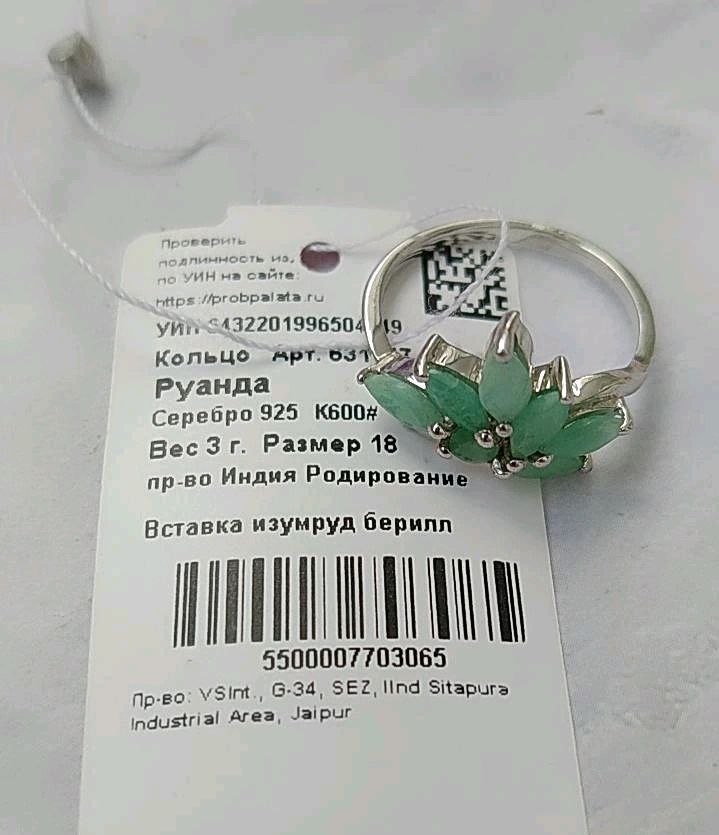 Проверить
подлинность из,
по УИН на сайте:
https://probpalata.ru
Кольцо Арт.
Руанда
Серебро 925 К600#
Вес 3 г. Размер 18
пр-во Индия Родирование
Вставка изумруд берилл
5500007703065
Пр-во: VSInt., G-34, SEZ, IInd Sitapura
Industrial Area, Jaipur